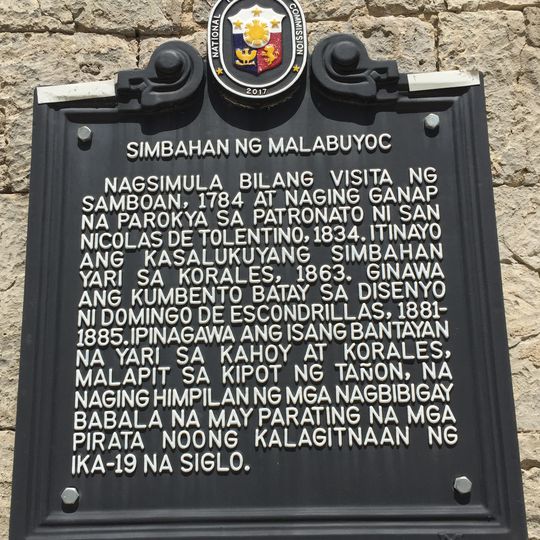 NATIONAL
COMMISSION
2017
SIMBAHAN NG MALABUYOC
NAGSIMULA BILANG VISITA NG
SAMBOAN, 1784 AT NAGING GANAP
NA PAROKYA SA PATRONATO NI SAN
NICOLAS DE TOLENTINO, 1834. ITINAYO
ANG KASALUKUYANG SIMBAHAN
YARI SA KORALES, 1863. GINAWA
ANG KUMBENTO BATAY SA DISENYO
NI DOMINGO DE ESCONDRILLAS, 1881-
1885. IPINAGAWA ANG ISANG BANTAYAN
NA YARI SA KAHOY AT KORALES,
MALAPIT SA KIPOT NG TAÑON, NA
NAGING HIMPILAN NG MGA NAGBIBIGAY
BABALA NA MAY PARATING NA MGA
PIRATA NOONG KALAGITNAAN NG
IKA-19 NA SIGLO.